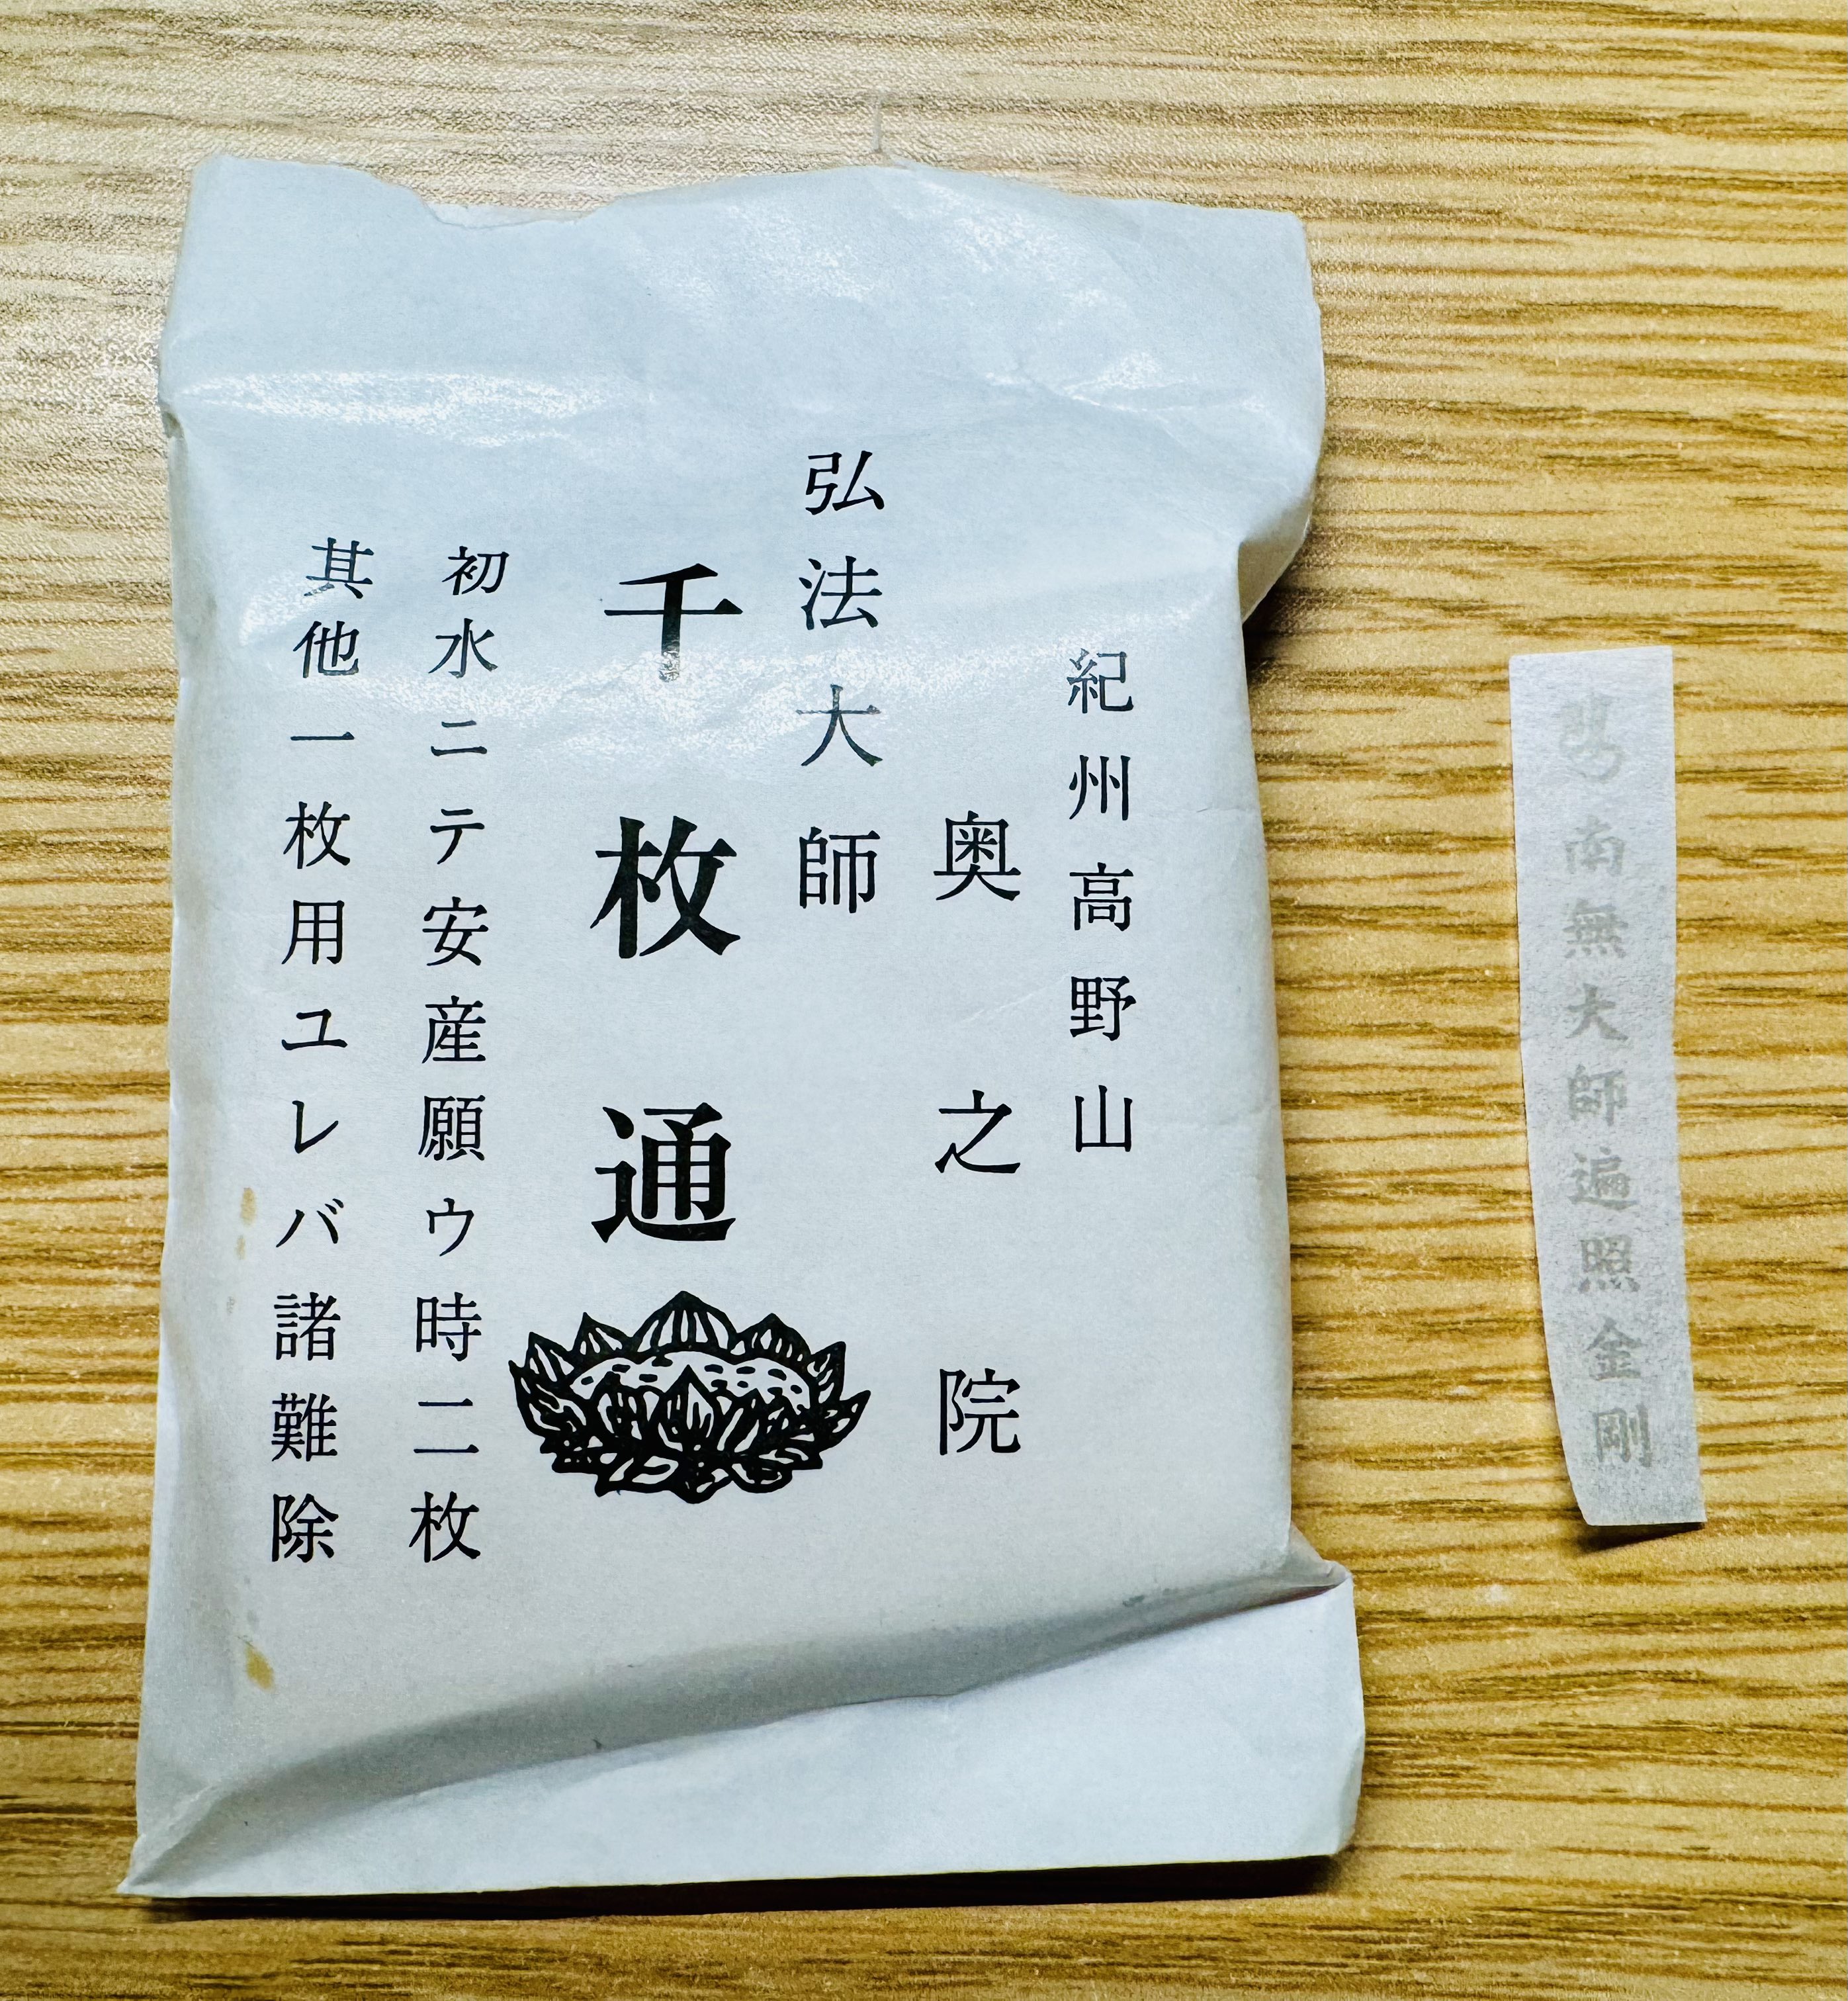 紀州高野山
奥之院
弘法大師
千枚通
初水ニテ安産願ウ時二枚
其他一枚用ユレバ諸難除
南無大師遍照金剛